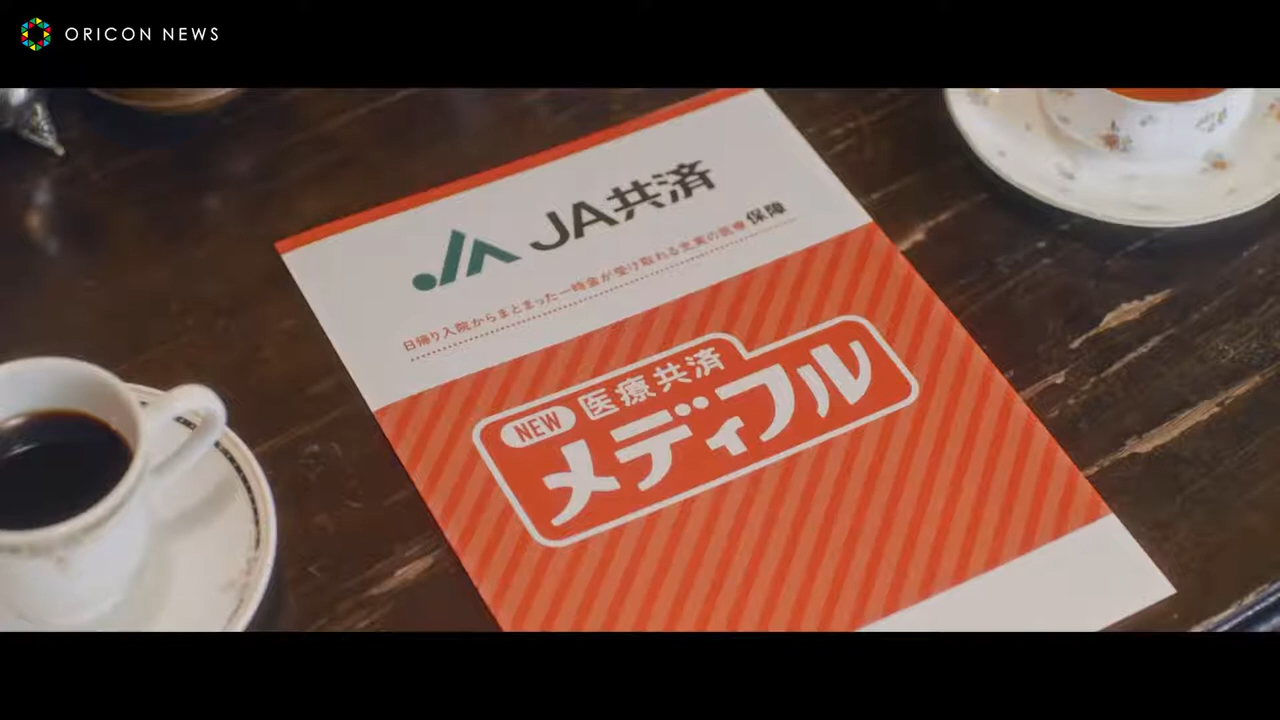 ORICON NEWS
JA共済
日帰り入院からまとまった一時金が受け取れる充実の医療保障
NEW 医療共済
メディフル